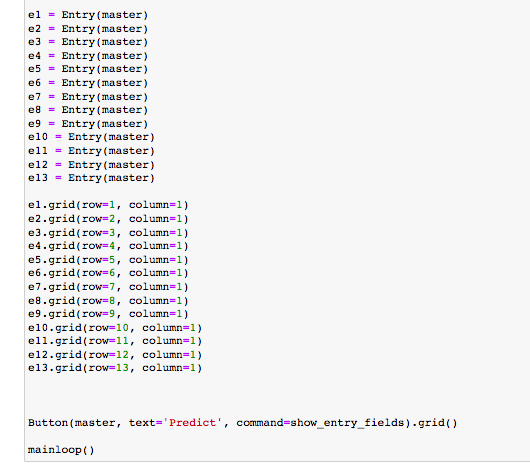 e1 = Entry(master)
e2 = Entry(master)
e3 = Entry(master)
e4 = Entry(master)
e5 = Entry(master)
e6 = Entry(master)
e7 = Entry(master)
e8 = Entry(master)
e9 = Entry(master)
e10 = Entry(master)
e11 = Entry(master)
e12 = Entry(master)
e13 = Entry(master)
e1.grid(row=1, column=1)
e2.grid(row=2, column=1)
e3.grid(row=3, column=1)
e4.grid(row=4, column=1)
e5.grid(row=5, column=1)
e6.grid(row=6, column=1)
e7.grid(row=7, column=1)
e8.grid(row=8, column=1)
e9.grid(row=9, column=1)
e10.grid(row=10, column=1)
e11.grid(row=11, column=1)
e12.grid(row=12, column=1)
e13.grid(row=13, column=1)
Button(master, text='Predict', command=show_entry_fields).grid()
mainloop()